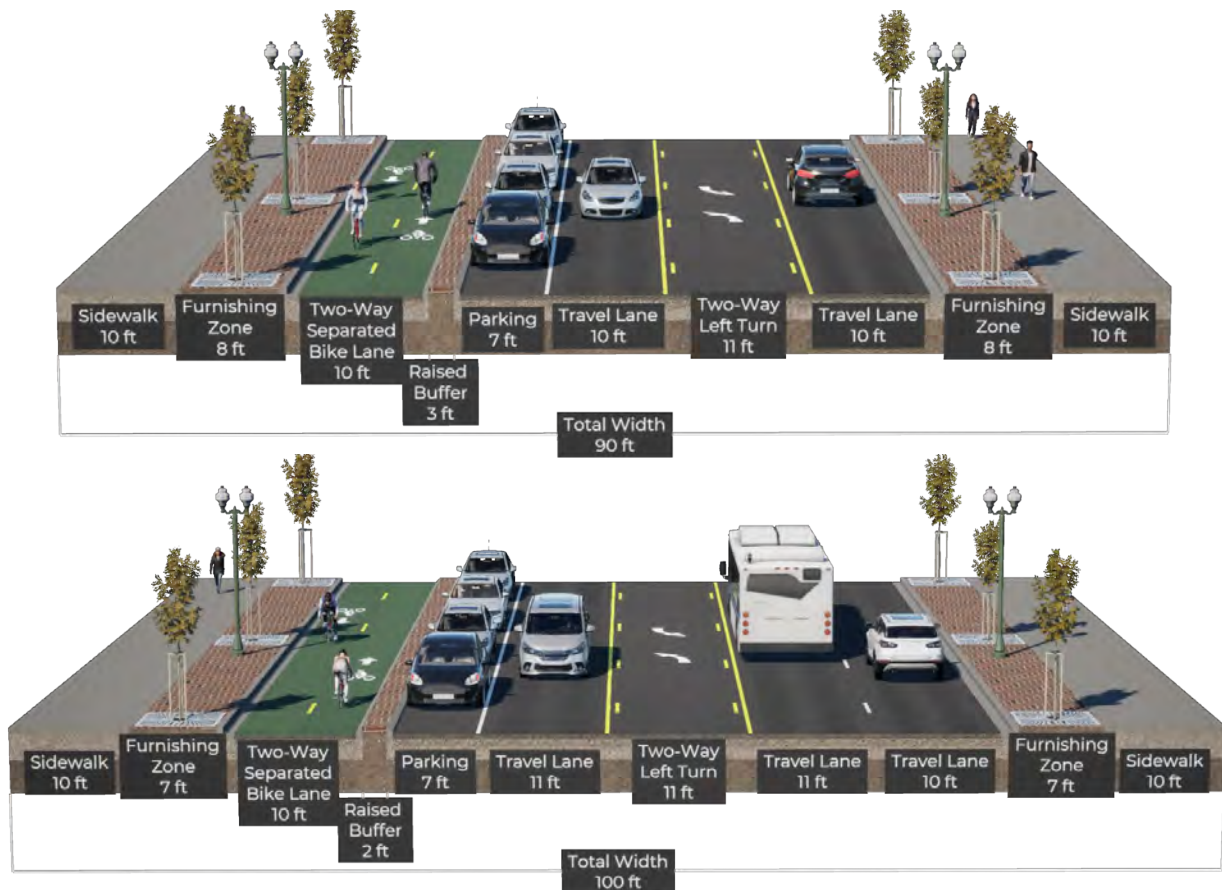 Sidewalk
10 ft
Furnishing
Zone
8 ft
Two-Way
Separated
Bike Lane
10 ft
Raised
Buffer
3 ft
Parking
7 ft
Travel Lane
10 ft
Two-Way
Left Turn
11 ft
Travel Lane
10 ft
Furnishing
Zone
8 ft
Sidewalk
10 ft
Total Width
90 ft
Sidewalk
10 ft
Furnishing
Zone
7 ft
Two-Way
Separated
Bike Lane
10 ft
Raised
Buffer
2 ft
Parking
7 ft
Travel Lane
11 ft
Two-Way
Left Turn
11 ft
Travel Lane
11 ft
Travel Lane
10 ft
Furnishing
Zone
7 ft
Sidewalk
10 ft
Total Width
100 ft